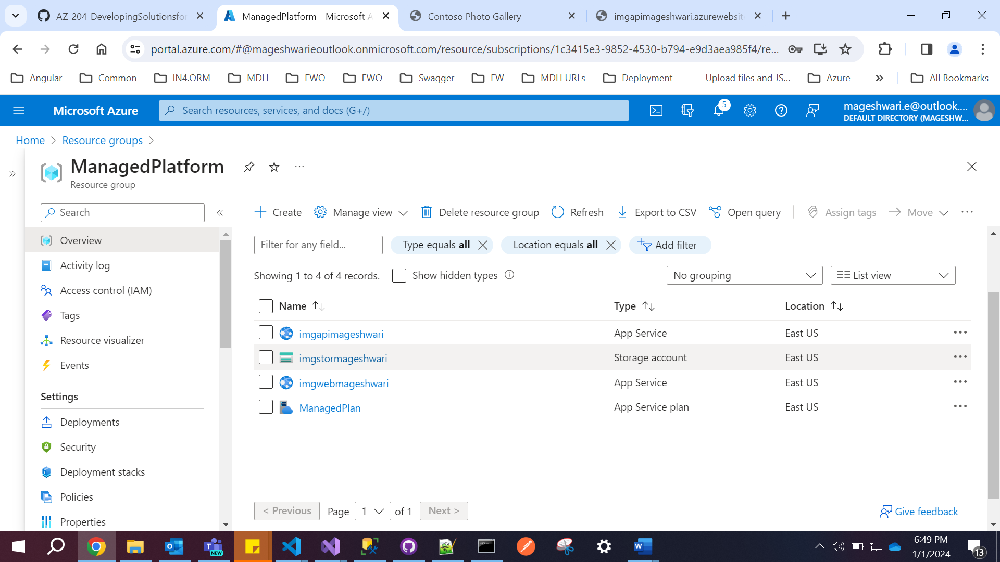 AZ-204-DevelopingSolutionsfor
ManagedPlatform - Microsoft A
Contoso Photo Gallery
imgapimageshwari.azurewebsite
portal.azure.com/#@mageshwarieoutlook.onmicrosoft.com/resource/subscriptions/1c3415e3-9852-4530-b794-e9d3aea985f4/re...
Angular
Common
IN4.ORM
MDH
EWO
EWO
Swagger
FW
MDH URLs
Deployment
Upload files and JS...
Azure
All Bookmarks
Microsoft Azure
Search resources, services, and docs (G+/)
5
mageshwari.e@outlook....
DEFAULT DIRECTORY (MAGESHW...
Home
Resource groups
ManagedPlatform
Resource group
Search
Create
Manage view
Delete resource group
Refresh
Export to CSV
Open query
Assign tags
Move
Overview
Activity log
Access control (IAM)
Tags
Resource visualizer
Events
Settings
Deployments
Security
Deployment stacks
Policies
Properties
Filter for any field...
Type equals all
Location equals all
Add filter
Showing 1 to 4 of 4 records.
Show hidden types
No grouping
List view
Name
Type
Location
imgapimageshwari
App Service
East US
imgstormageshwari
Storage account
East US
imgwebmageshwari
App Service
East US
ManagedPlan
App Service plan
East US
< Previous
Page
1
of 1
Next >
Give feedback
NEW
6:49 PM
1/1/2024
13